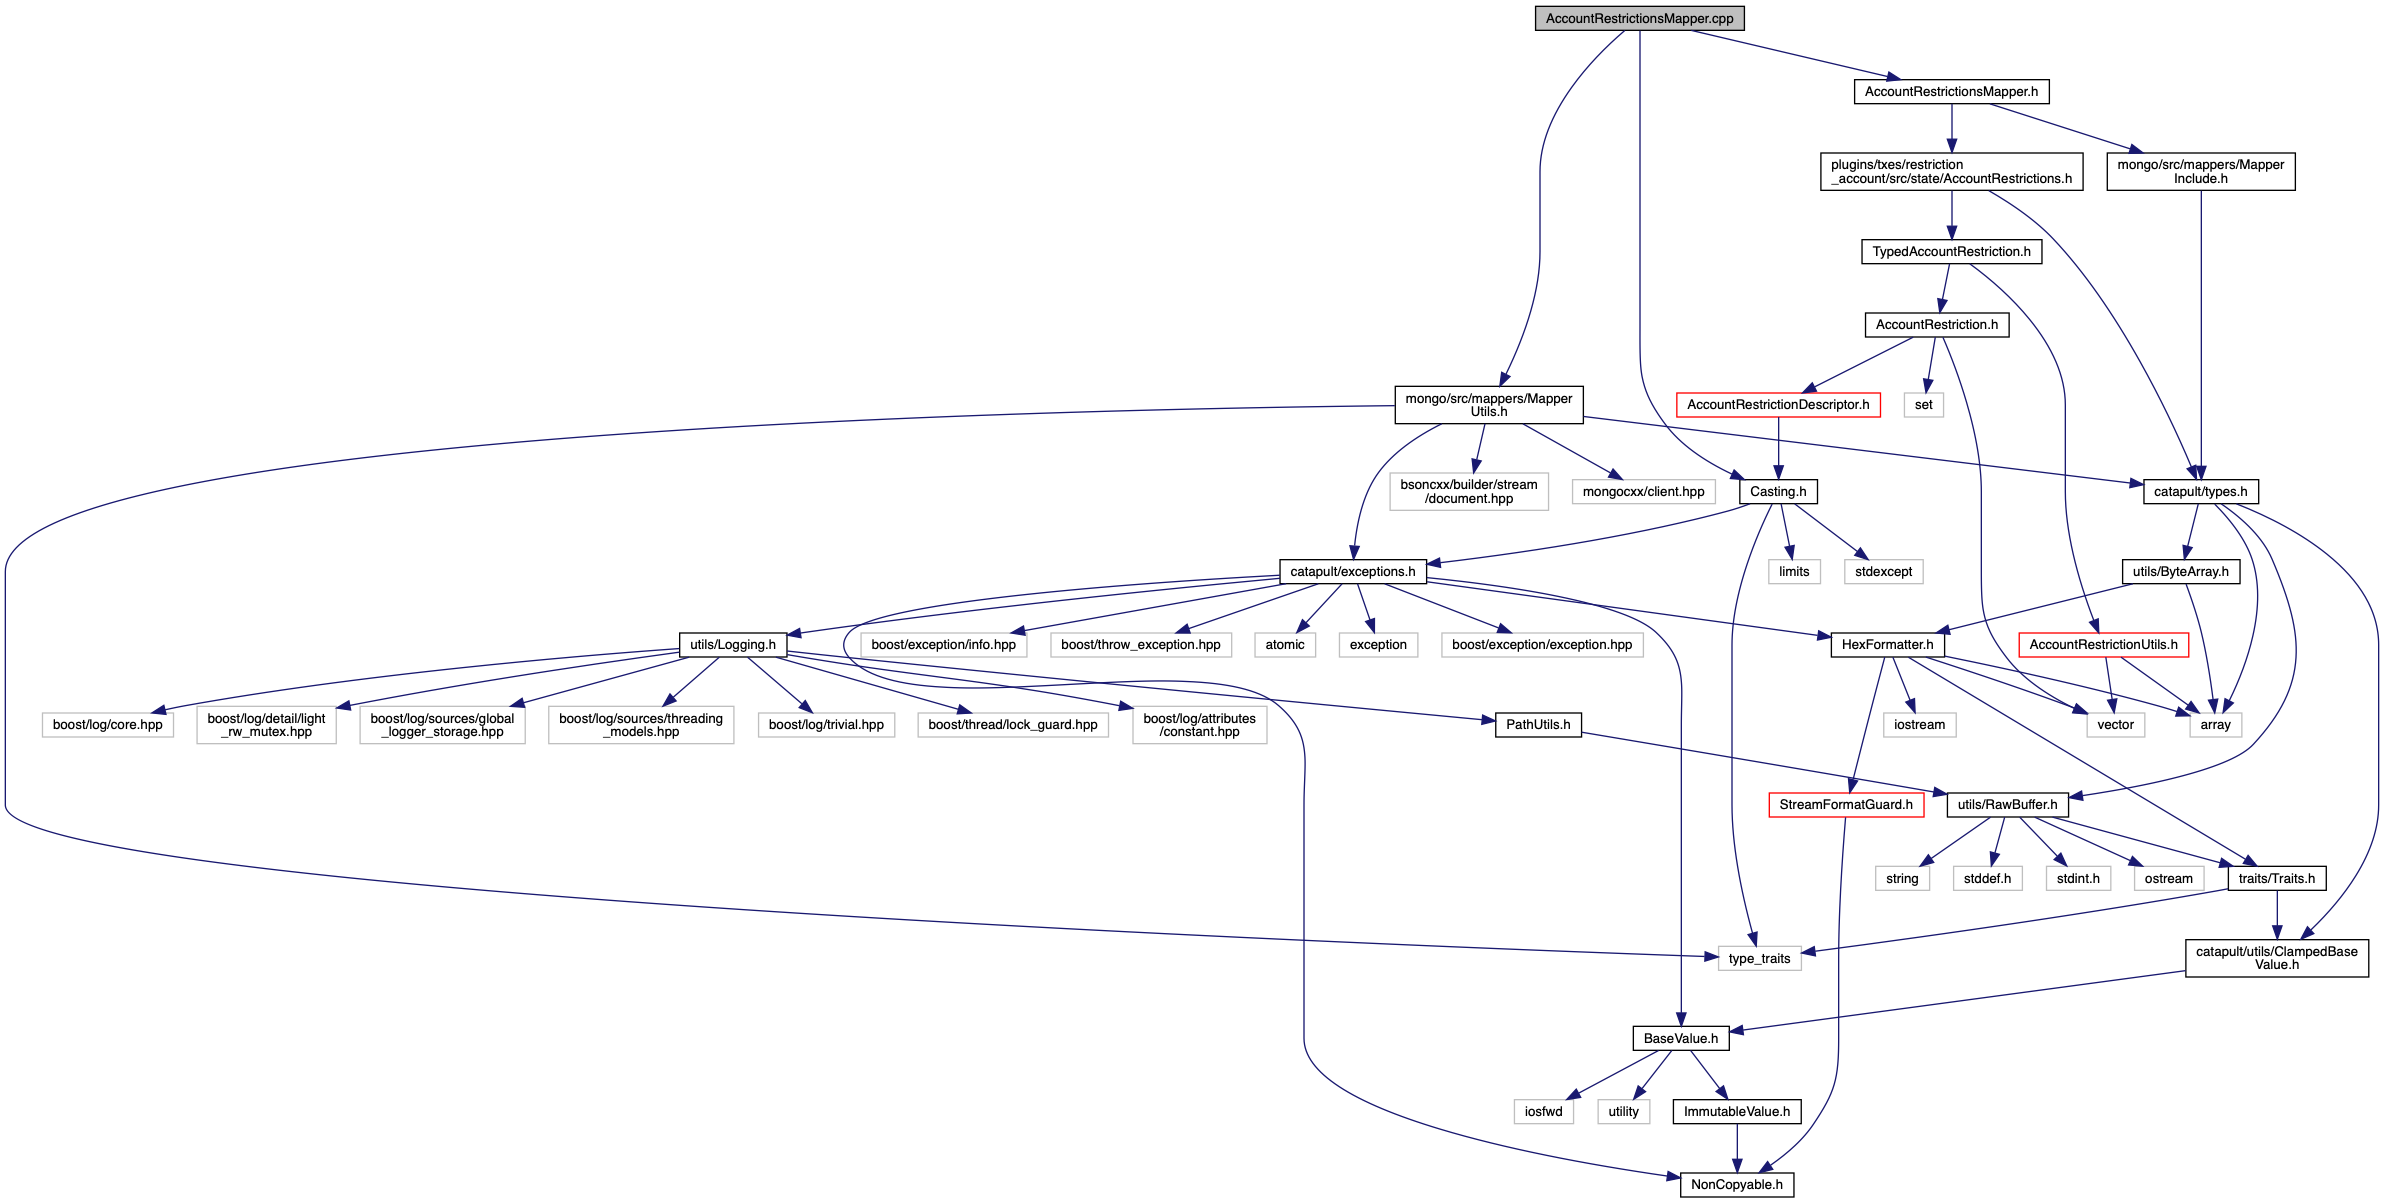 AccountRestrictionsMapper.cpp
AccountRestrictionsMapper.h
plugins/txes/restriction
_account/src/state/AccountRestrictions.h
mongo/src/mappers/Mapper
Include.h
TypedAccountRestriction.h
AccountRestriction.h
mongo/src/mappers/Mapper
Utils.h
AccountRestrictionDescriptor.h
set
bsoncxx/builder/stream
/document.hpp
mongocxx/client.hpp
Casting.h
catapult/types.h
catapult/exceptions.h
limits
stdexcept
utils/ByteArray.h
utils/Logging.h
boost/exception/info.hpp
boost/throw_exception.hpp
atomic
exception
boost/exception/exception.hpp
HexFormatter.h
AccountRestrictionUtils.h
boost/log/core.hpp
boost/log/detail/light
_rw_mutex.hpp
boost/log/sources/global
_logger_storage.hpp
boost/log/sources/threading
_models.hpp
boost/log/trivial.hpp
boost/thread/lock_guard.hpp
boost/log/attributes
/constant.hpp
PathUtils.h
iostream
vector
array
StreamFormatGuard.h
utils/RawBuffer.h
string
stddef.h
stdint.h
ostream
traits/Traits.h
type_traits
catapult/utils/ClampedBase
Value.h
BaseValue.h
iosfwd
utility
ImmutableValue.h
NonCopyable.h